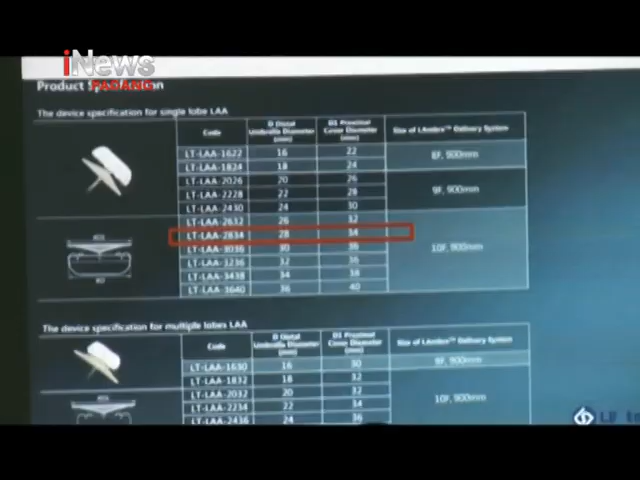 iNews
PADANG
Product Specification
The device specification for single lobe LAA
Code
D Distal Umbrella Diameter (mm)
D1 Proximal Cover Diameter (mm)
Size of LAmbre™ Delivery System
LT-LAA-1622 16 22 8F, 900mm
LT-LAA-1824 18 24
LT-LAA-2026 20 26 9F, 900mm
LT-LAA-2228 22 28
LT-LAA-2430 24 30
LT-LAA-2632 26 32 10F, 900mm
LT-LAA-2834 28 34
LT-LAA-3036 30 36
LT-LAA-3236 32 36
LT-LAA-3438 34 38
LT-LAA-3640 36 40
The device specification for multiple lobes LAA
Code
D Distal Umbrella Diameter (mm)
D1 Proximal Cover Diameter (mm)
Size of LAmbre™ Delivery System
LT-LAA-1630 16 30 8F, 900mm
LT-LAA-1832 18 32 10F, 900mm
LT-LAA-2032 20 32
LT-LAA-2234 22 34
LT-LAA-2436 24 36